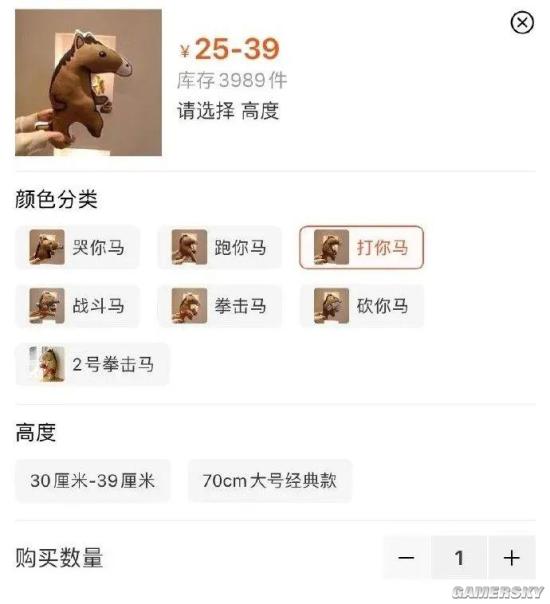 ¥25-39
库存3989件
请选择 高度
颜色分类
哭你马 跑你马 打你马
战斗马 拳击马 砍你马
2号拳击马
高度
30厘米-39厘米 70cm大号经典款
购买数量 − 1 +
GAMERSKY